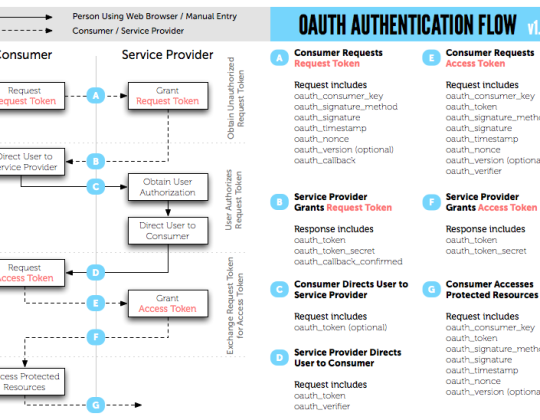 Person Using Web Browser / Manual Entry
Consumer / Service Provider
OAUTH AUTHENTICATION FLOW v1.
onsumer
Service Provider
Request
equest Token
A
Grant
Request Token
Obtain Unauthorized
Request Token
Direct User to
ervice Provider
B
C
Obtain User
Authorization
Direct User to
Consumer
User Authorizes
Request Token
Request
ccess Token
D
E
Grant
Access Token
F
Exchange Request Token
for Access Token
cess Protected
Resources
G
A
Consumer Requests
Request Token
Request includes
oauth_consumer_key
oauth_signature_method
oauth_signature
oauth_timestamp
oauth_nonce
oauth_version (optional)
oauth_callback
B
Service Provider
Grants Request Token
Response includes
oauth_token
oauth_token_secret
oauth_callback_confirmed
C
Consumer Directs User to
Service Provider
Request includes
oauth_token (optional)
D
Service Provider Directs
User to Consumer
Request includes
oauth_token
oauth_verifier
E
Consumer Requests
Access Token
Request includes
oauth_consumer_key
oauth_token
oauth_signature_metho
oauth_signature
oauth_timestamp
oauth_nonce
oauth_version (optiona
oauth_verifier
F
Service Provider
Grants Access Token
Response includes
oauth_token
oauth_token_secret
G
Consumer Accesses
Protected Resources
Request includes
oauth_consumer_key
oauth_token
oauth_signature_metho
oauth_signature
oauth_timestamp
oauth_nonce
oauth_version (optiona